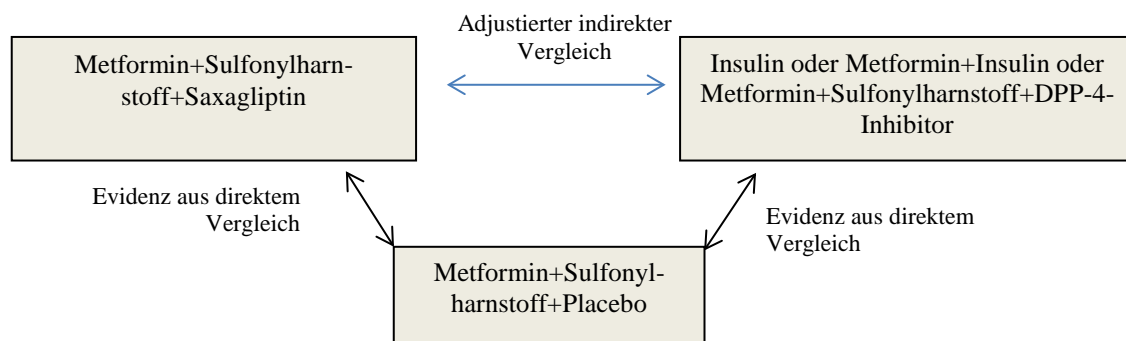 Adjustierter indirekter
Vergleich
Metformin+Sulfonylharn-
stoff+Saxagliptin
Insulin oder Metformin+Insulin oder
Metformin+Sulfonylharnstoff+DPP-4-
Inhibitor
Evidenz aus direktem
Vergleich
Evidenz aus direktem
Vergleich
Metformin+Sulfonyl-
harnstoff+Placebo